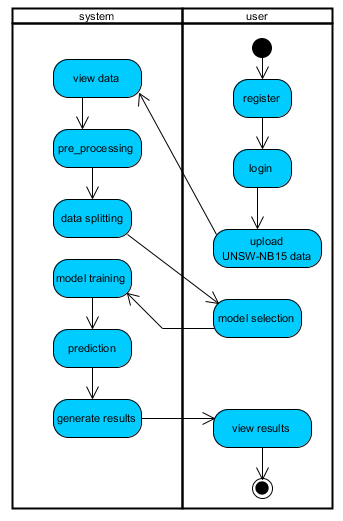 system
user
view data
register
pre_processing
login
data splitting
upload
UNSW-NB15 data
model training
model selection
prediction
generate results
view results